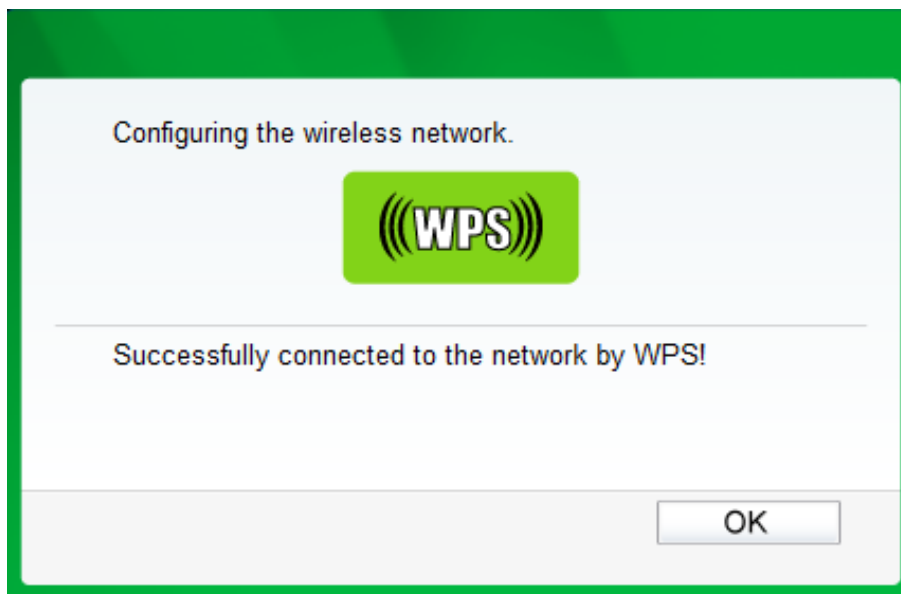 Configuring the wireless network.
WPS
Successfully connected to the network by WPS!
OK